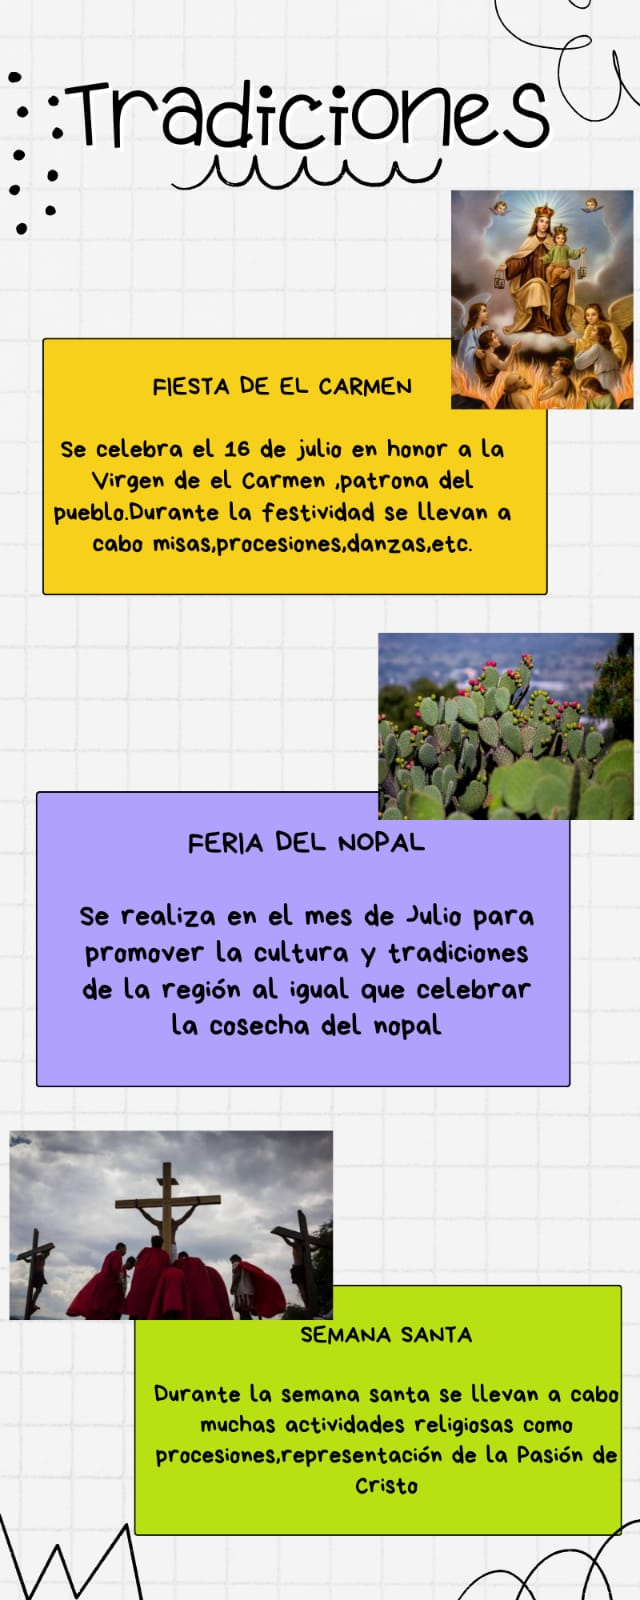 Tradiciones
FIESTA DE EL CARMEN
Se celebra el 16 de julio en honor a la
Virgen de el Carmen ,patrona del
pueblo.Durante la festividad se llevan a
cabo misas,procesiones,danzas,etc.
FERIA DEL NOPAL
Se realiza en el mes de Julio para
promover la cultura y tradiciones
de la región al igual que celebrar
la cosecha del nopal
SEMANA SANTA
Durante la semana santa se llevan a cabo
muchas actividades religiosas como
procesiones,representación de la Pasión de
Cristo